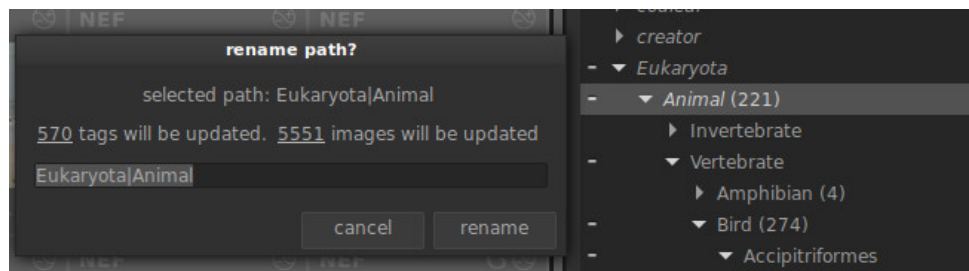 NEF NEF
rename path?
selected path: Eukaryota|Animal
570 tags will be updated. 5551 images will be updated
Eukaryota|Animal
cancel rename
NEF NEF
creator
- Eukaryota
- Animal (221)
Invertebrate
- Vertebrate
Amphibian (4)
- Bird (274)
- Accipitriformes